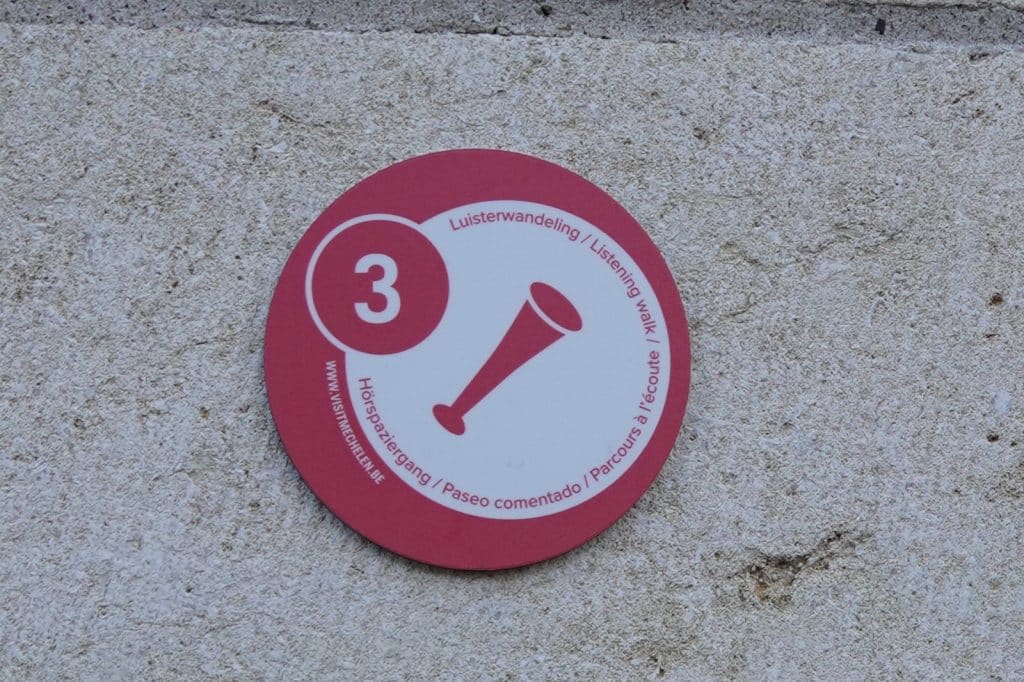 3
Luisterwandeling / Listening walk / Parcours à l'écoute / Paseo comentado / Hörspaziergang
WWW.VISITMECHELEN.BE